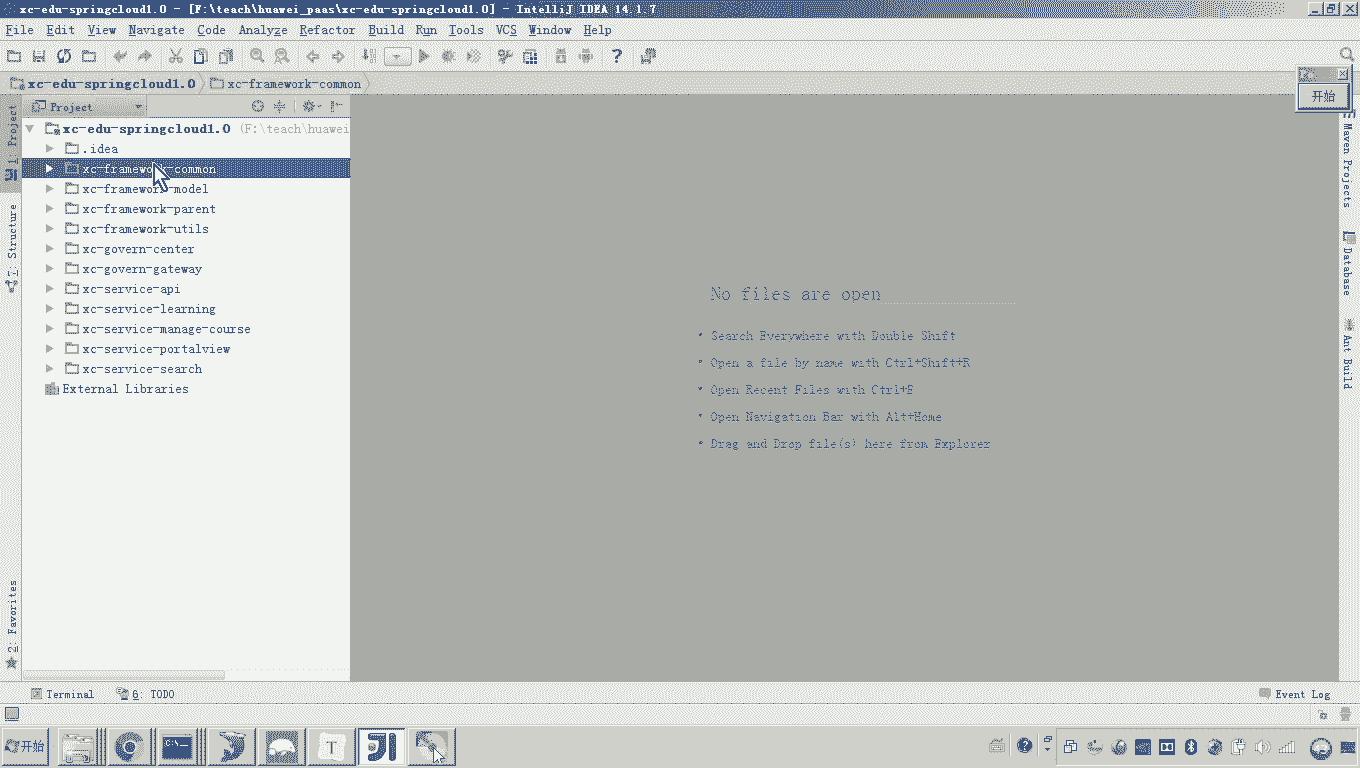 xc-edu-springcloud1.0 - [F:\teach\huawei_paas\xc-edu-springcloud1.0] - IntelliJ IDEA 14.1.7
File Edit View Navigate Code Analyze Refactor Build Run Tools VCS Window Help
xc-edu-springcloud1.0 xc-framework-common
开始
Project
xc-edu-springcloud1.0 (F:\teach\huawei
.idea
xc-framework-common
xc-framework-model
xc-framework-parent
xc-framework-utils
xc-govern-center
xc-govern-gateway
xc-service-api
xc-service-learning
xc-service-manage-course
xc-service-portalview
xc-service-search
External Libraries
1: Project
7: Structure
2: Favorites
No files are open
• Search Everywhere with Double Shift
• Open a file by name with Ctrl+Shift+R
• Open Recent Files with Ctrl+E
• Open Navigation Bar with Alt+Home
• Drag and Drop file(s) here from Explorer
Maven Projects
Database
Ant Build
Terminal 6: TODO Event Log
开始 C:\ T